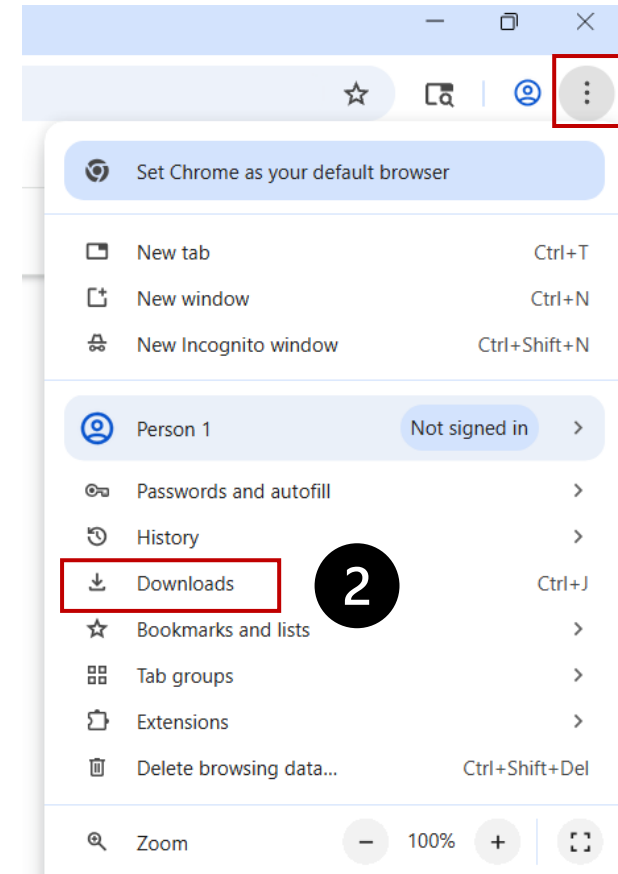 Set Chrome as your default browser
New tab Ctrl+T
New window Ctrl+N
New Incognito window Ctrl+Shift+N
Person 1 Not signed in
Passwords and autofill
History
Downloads 2 Ctrl+J
Bookmarks and lists
Tab groups
Extensions
Delete browsing data... Ctrl+Shift+Del
Zoom − 100% +